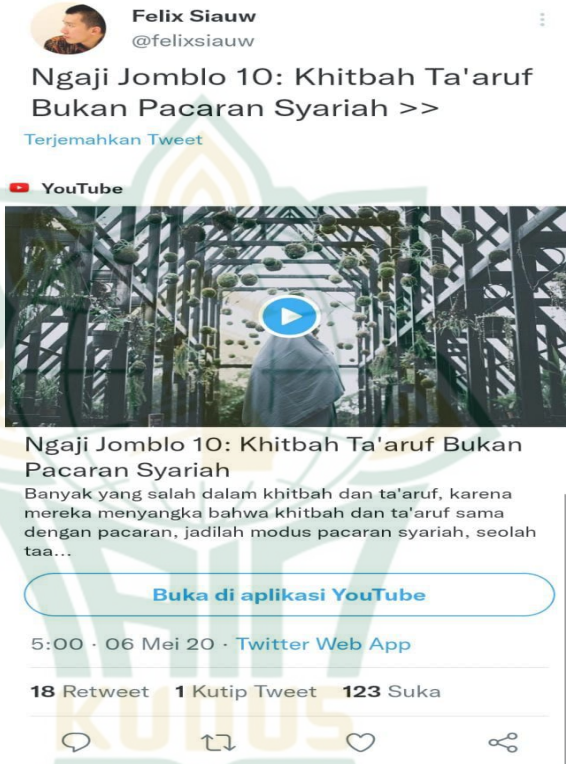 Felix Siauw
@felixsiauw
Ngaji Jomblo 10: Khitbah Ta'aruf
Bukan Pacaran Syariah >>
Terjemahkan Tweet
YouTube
Ngaji Jomblo 10: Khitbah Ta'aruf Bukan
Pacaran Syariah
Banyak yang salah dalam khitbah dan ta'aruf, karena
mereka menyangka bahwa khitbah dan ta'aruf sama
dengan pacaran, jadilah modus pacaran syariah, seolah
taa...
Buka di aplikasi YouTube
5:00 · 06 Mei 20 · Twitter Web App
18 Retweet 1 Kutip Tweet 123 Suka
KUDUS